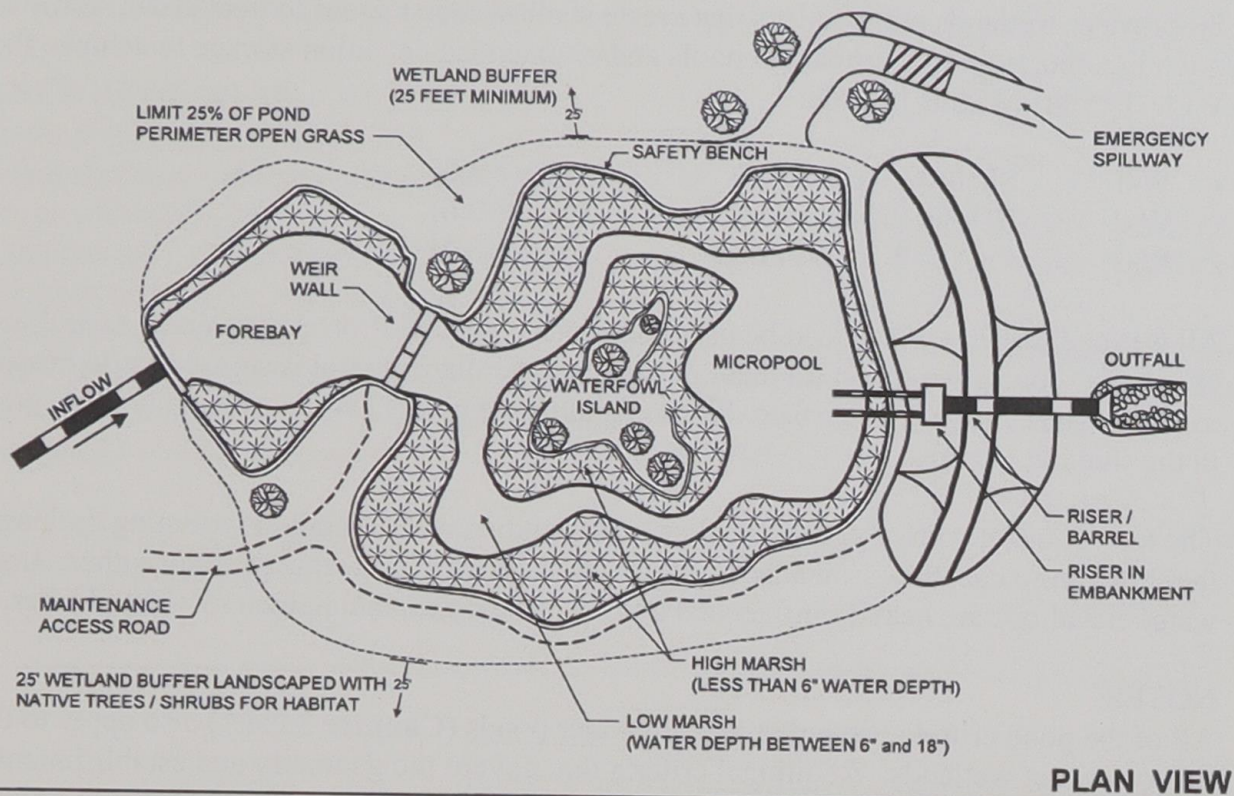 WETLAND BUFFER
(25 FEET MINIMUM)
25'
LIMIT 25% OF POND
PERIMETER OPEN GRASS
SAFETY BENCH
EMERGENCY
SPILLWAY
WEIR
WALL
FOREBAY
INFLOW
MICROPOOL
WATERFOWL
ISLAND
OUTFALL
RISER /
BARREL
RISER IN
EMBANKMENT
MAINTENANCE
ACCESS ROAD
25' WETLAND BUFFER LANDSCAPED WITH
NATIVE TREES / SHRUBS FOR HABITAT
25'
HIGH MARSH
(LESS THAN 6" WATER DEPTH)
LOW MARSH
(WATER DEPTH BETWEEN 6" and 18")
PLAN VIEW